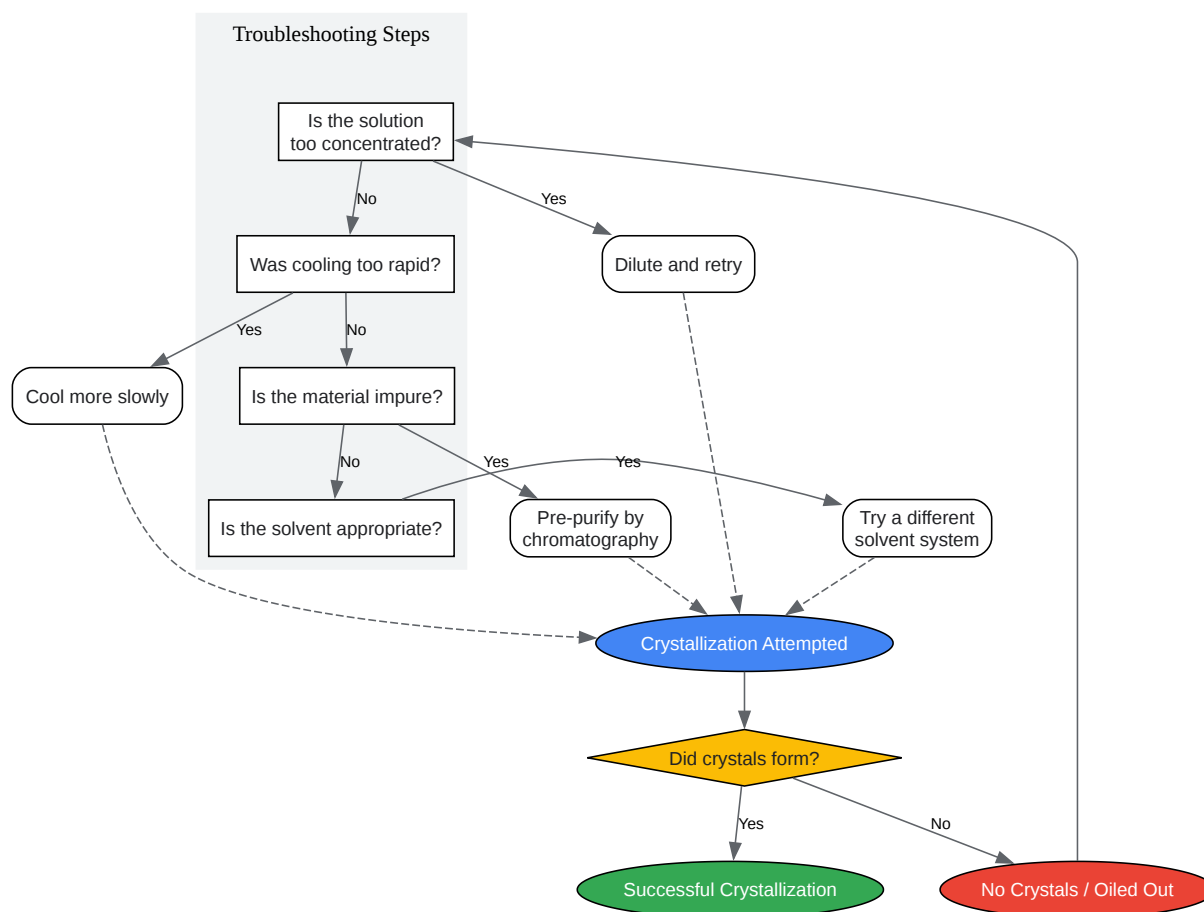 Troubleshooting Steps
Is the solution
too concentrated?
No
Yes
Was cooling too rapid?
Dilute and retry
Yes
No
Cool more slowly
Is the material impure?
No
Yes
Yes
Is the solvent appropriate?
Pre-purify by
chromatography
Try a different
solvent system
Crystallization Attempted
Did crystals form?
Yes
No
Successful Crystallization
No Crystals / Oiled Out